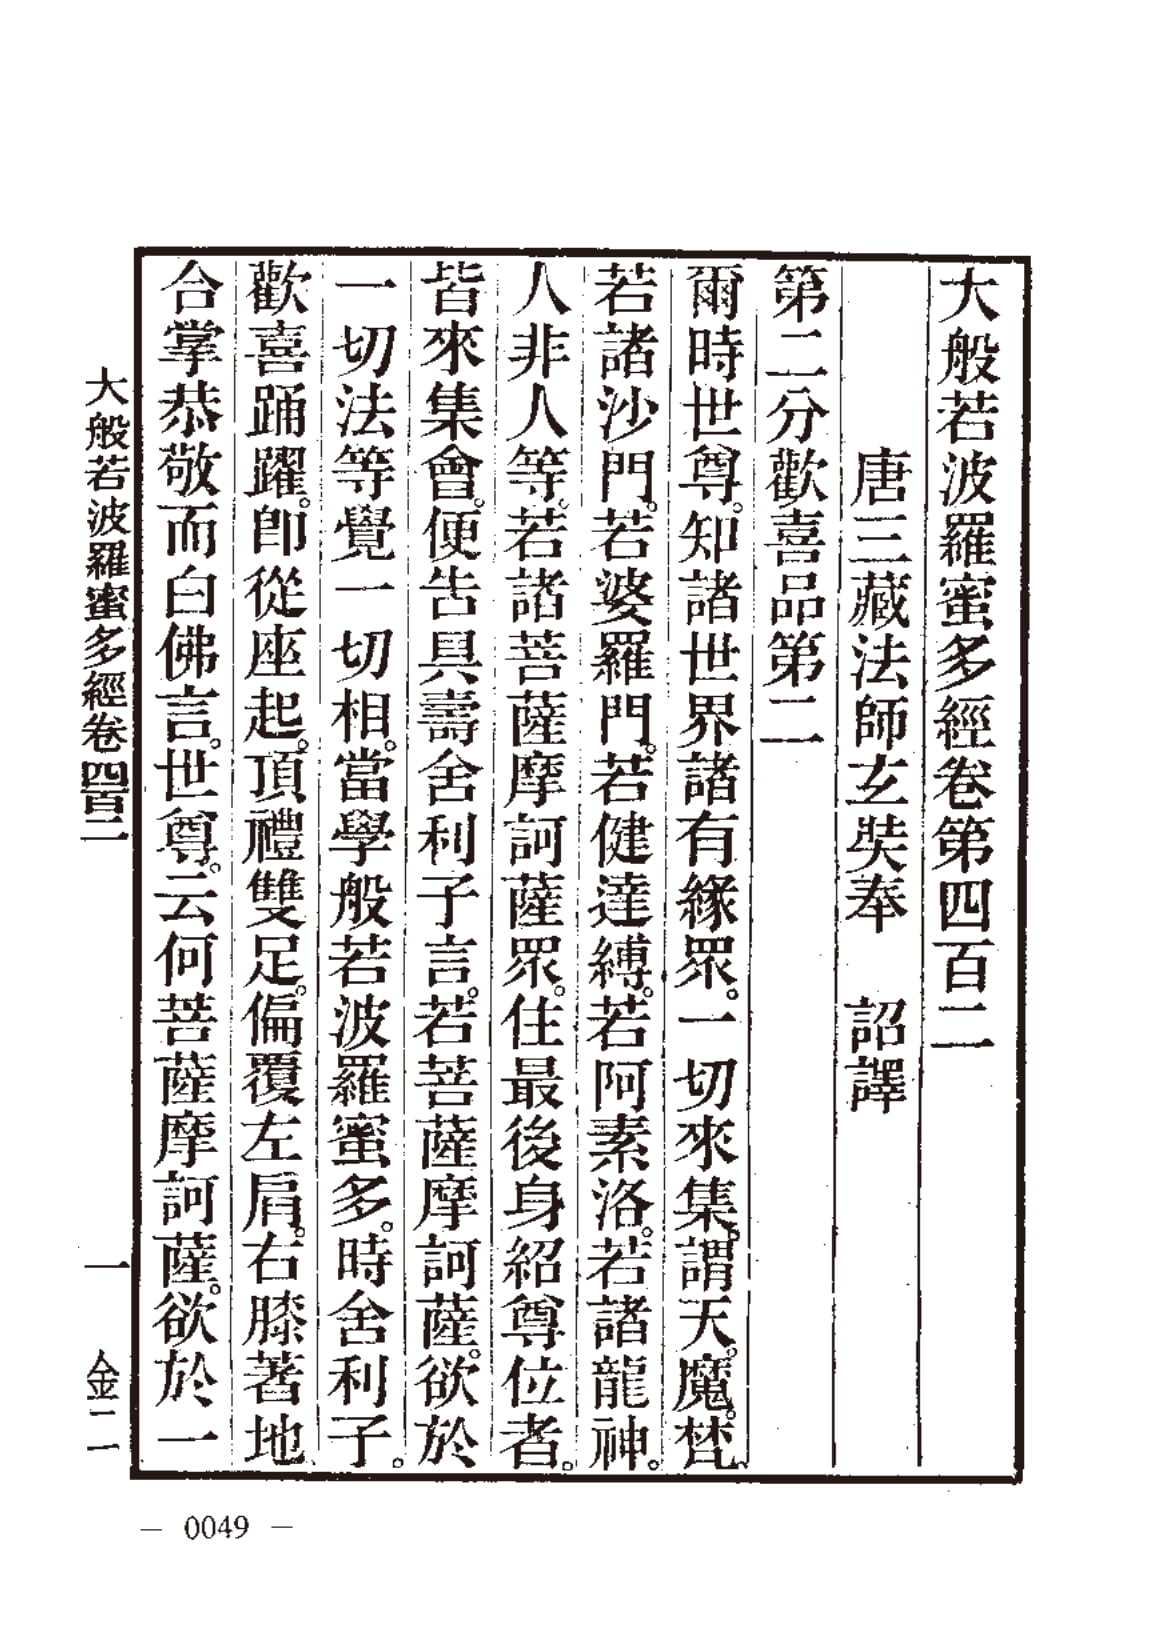 大般若波羅蜜多經卷第四百二
唐三藏法師玄奘奉　詔譯
第二分歡喜品第二
爾時世尊。知諸世界諸有緣眾。一切來集。謂天。魔。梵。
若諸沙門。若婆羅門。若健達縛。若阿素洛。若諸龍神。
人非人等。若諸菩薩摩訶薩眾。住最後身紹尊位者。
皆來集會。便告具壽舍利子言。若菩薩摩訶薩。欲於
一切法等覺一切相。當學般若波羅蜜多。時舍利子。
歡喜踊躍。卽從座起。頂禮雙足。偏覆左肩。右膝著地
合掌恭敬而白佛言。世尊。云何菩薩摩訶薩。欲於一
大般若波羅蜜多經卷四百二　一　金二
— 0049 —